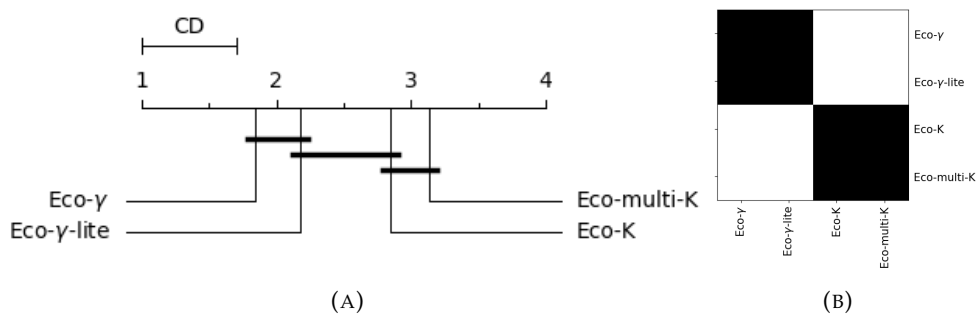 CD
1 2 3 4
Eco-γ
Eco-γ-lite
Eco-multi-K
Eco-K
(A)
Eco-γ
Eco-γ-lite
Eco-K
Eco-multi-K
Eco-γ
Eco-γ-lite
Eco-K
Eco-multi-K
(B)